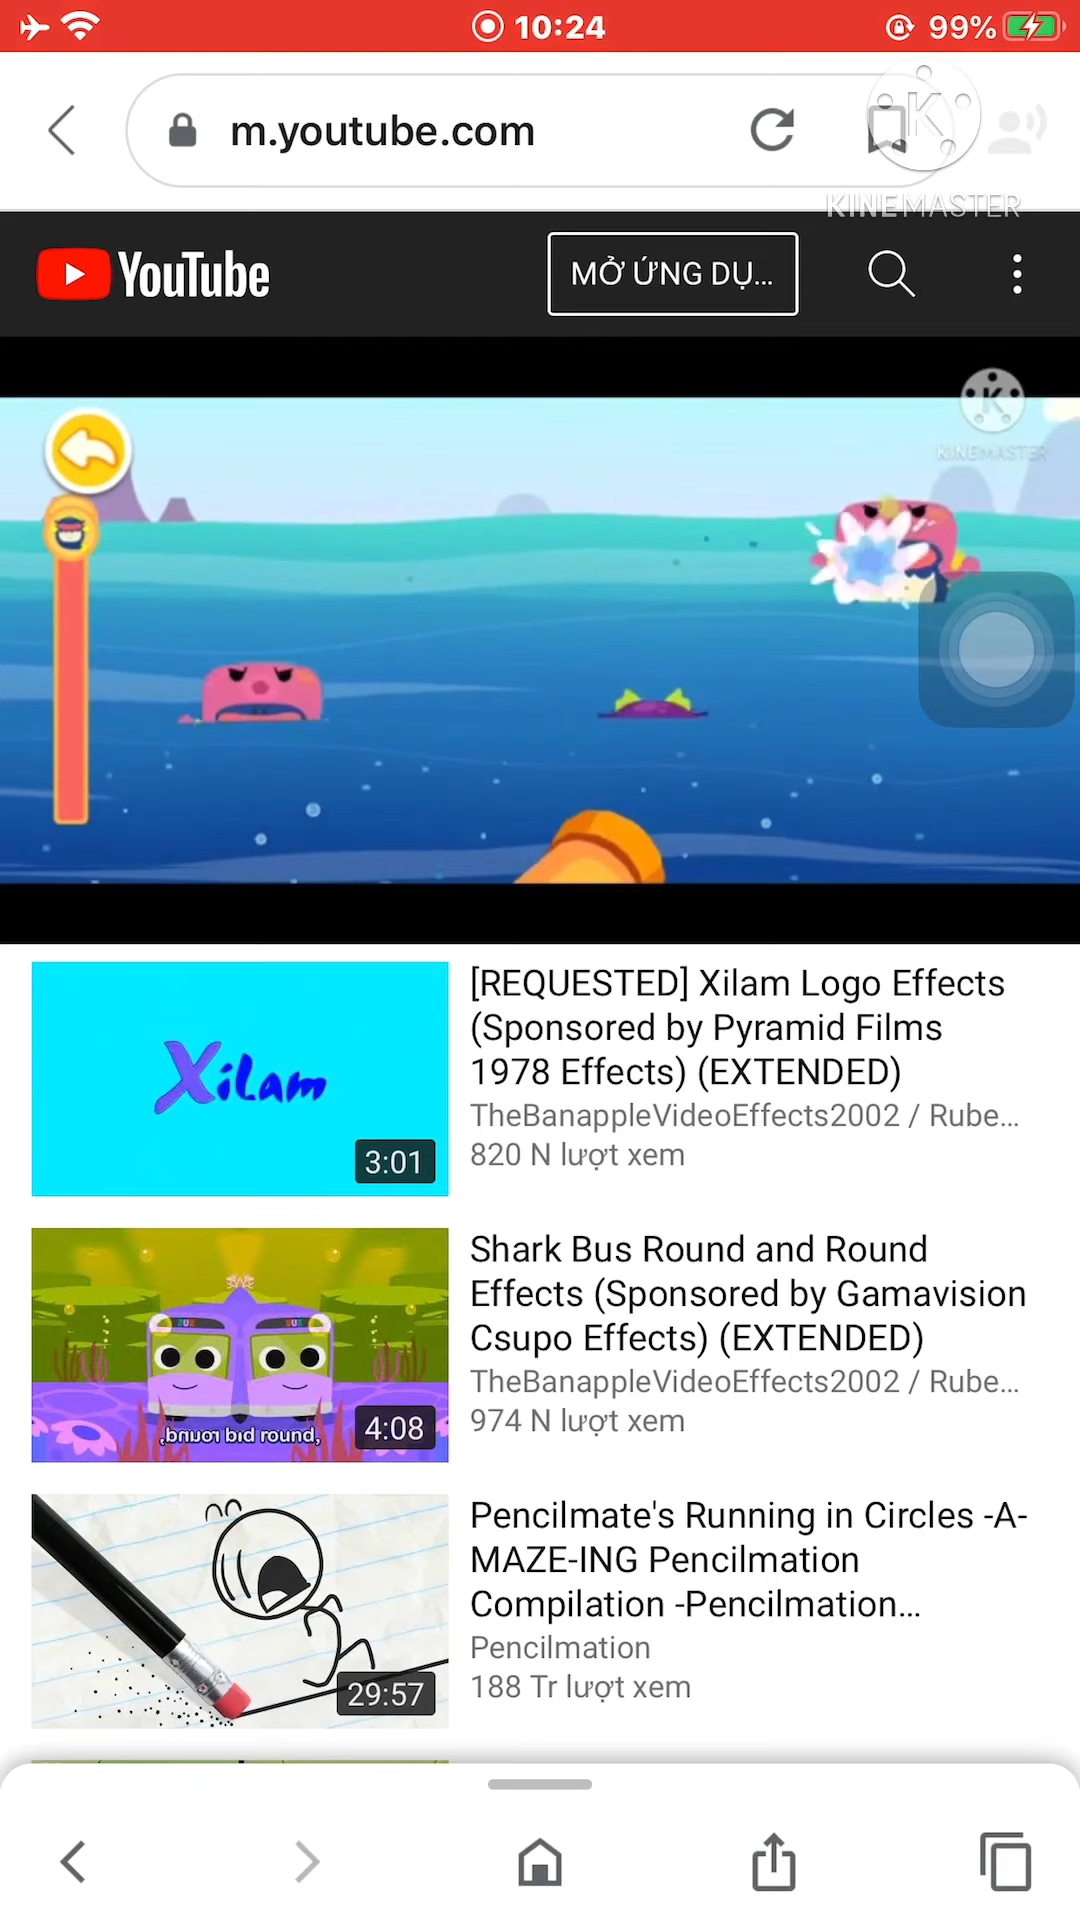 10:24
99%
m.youtube.com
KINEMASTER
YouTube
MỞ ỨNG DỤ...
KINEMASTER
[REQUESTED] Xilam Logo Effects
(Sponsored by Pyramid Films
1978 Effects) (EXTENDED)
TheBanappleVideoEffects2002 / Rube...
820 N lượt xem
Xilam
3:01
Shark Bus Round and Round
Effects (Sponsored by Gamavision
Csupo Effects) (EXTENDED)
TheBanappleVideoEffects2002 / Rube...
974 N lượt xem
round,
4:08
Pencilmate's Running in Circles -A-
MAZE-ING Pencilmation
Compilation -Pencilmation...
Pencilmation
188 Tr lượt xem
29:57